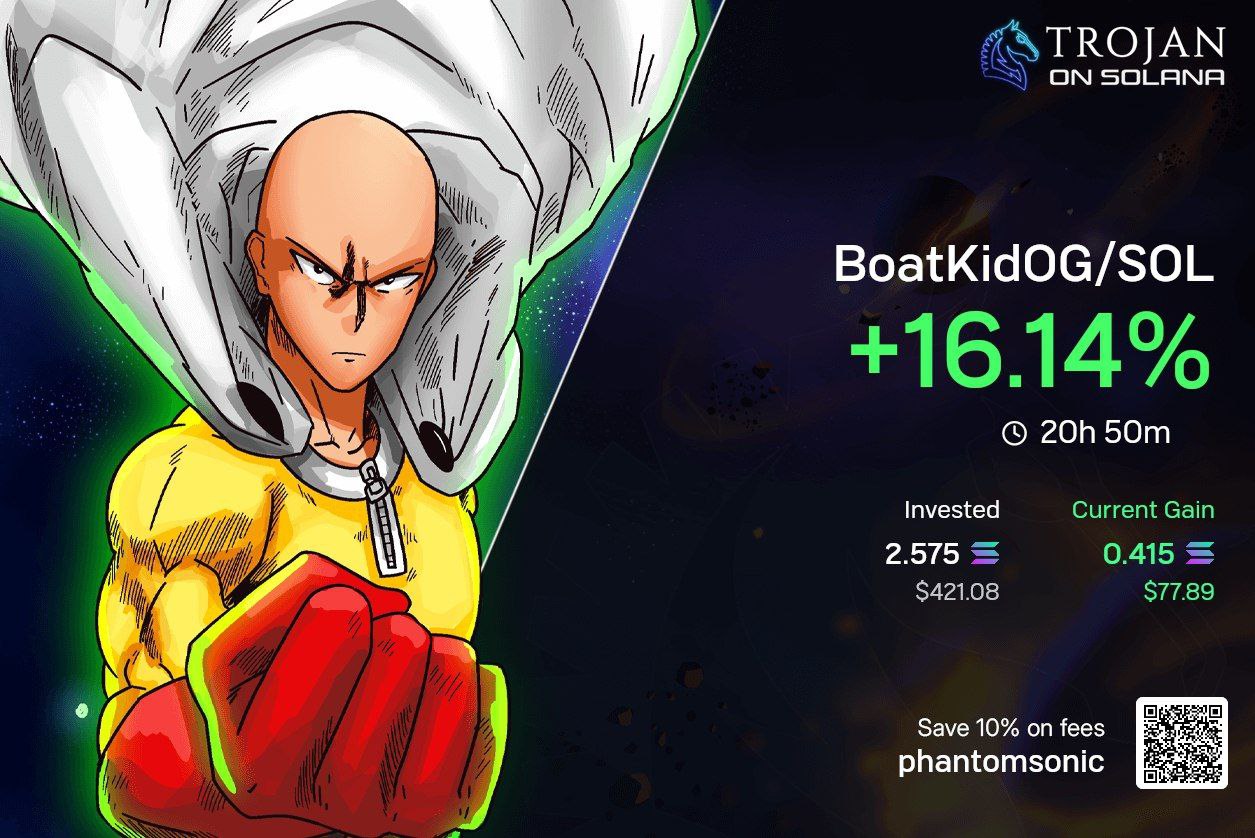 TROJAN
ON SOLANA
BoatKidOG/SOL
+16.14%
20h 50m
Invested
Current Gain
2.575
0.415
$421.08
$77.89
Save 10% on fees
phantomsonic